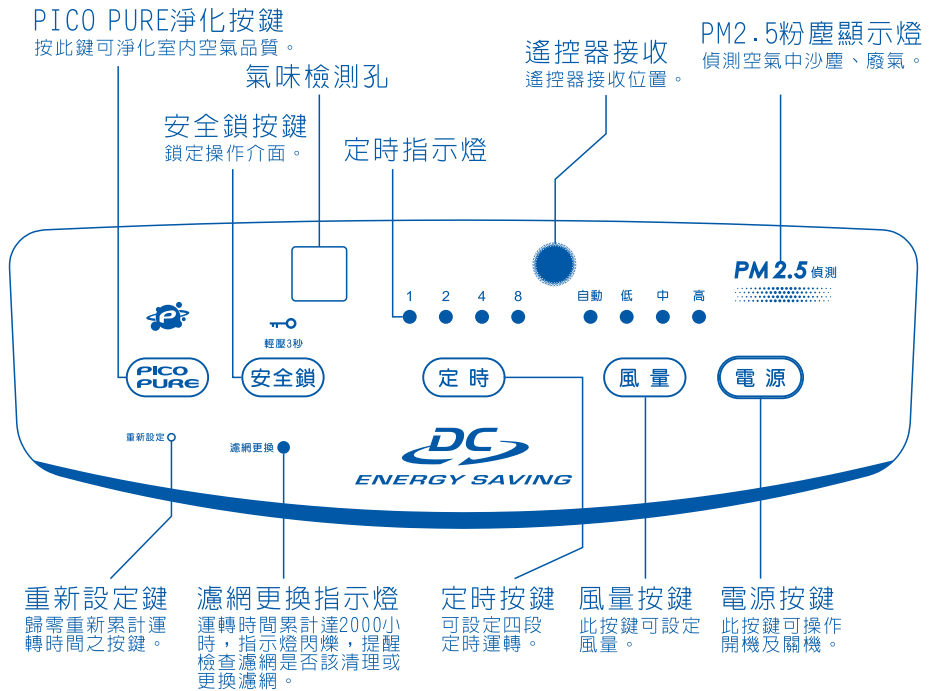 PICO PURE淨化按鍵
按此鍵可淨化室內空氣品質。
氣味檢測孔
安全鎖按鍵
鎖定操作介面。
定時指示燈
遙控器接收
遙控器接收位置。
PM2.5粉塵顯示燈
偵測空氣中沙塵、廢氣。
PM2.5 偵測
1 2 4 8
自動 低 中 高
P
輕壓3秒
PICO
PURE
安全鎖
定時
風量
電源
重新設定
濾網更換
DC
ENERGY SAVING
重新設定鍵
歸零重新累計運
轉時間之按鍵。
濾網更換指示燈
運轉時間累計達2000小
時，指示燈閃爍，提醒
檢查濾網是否該清理或
更換濾網。
定時按鍵
可設定四段
定時運轉。
風量按鍵
此按鍵可設定
風量。
電源按鍵
此按鍵可操作
開機及關機。